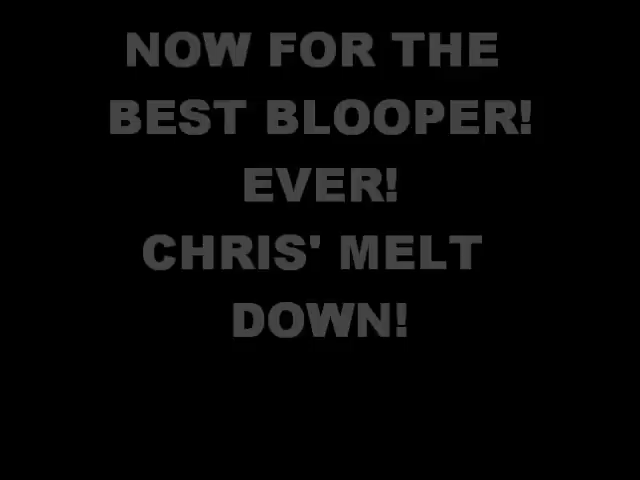 NOW FOR THE
BEST BLOOPER!
EVER!
CHRIS' MELT
DOWN!